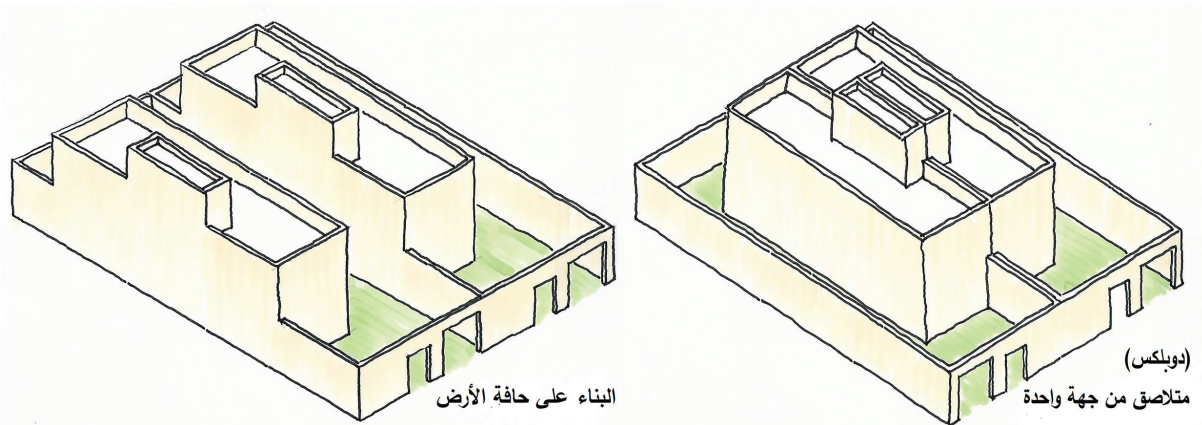 (دوبلكس)
متلاصق من جهة واحدة
البناء على حافة الأرض